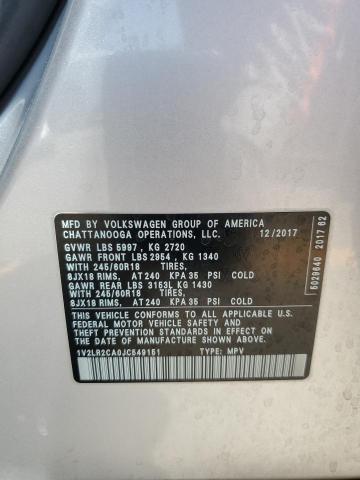 MFD BY VOLKSWAGEN GROUP OF AMERICA
CHATTANOOGA OPERATIONS, LLC. 12/2017
GVWR LBS 5997 , KG 2720
GAWR FRONT LBS 2954 , KG 1340
WITH 245/60R18 TIRES,
8JX18 RIMS, AT 240 KPA 35 PSI COLD
GAWR REAR LBS 3153L KG 1430
WITH 245/60R18 TIRES,
8JX18 RIMS, AT 240 KPA 35 PSI COLD
THIS VEHICLE CONFORMS TO ALL APPLICABLE
U.S. FEDERAL MOTOR VEHICLE SAFETY AND
THEFT PREVENTION STANDARDS IN EFFECT ON
THE DATE OF MANUFACTURE SHOWN ABOVE.
1V2LR2CA0JC549151 TYPE: MPV
5029640 2017 62